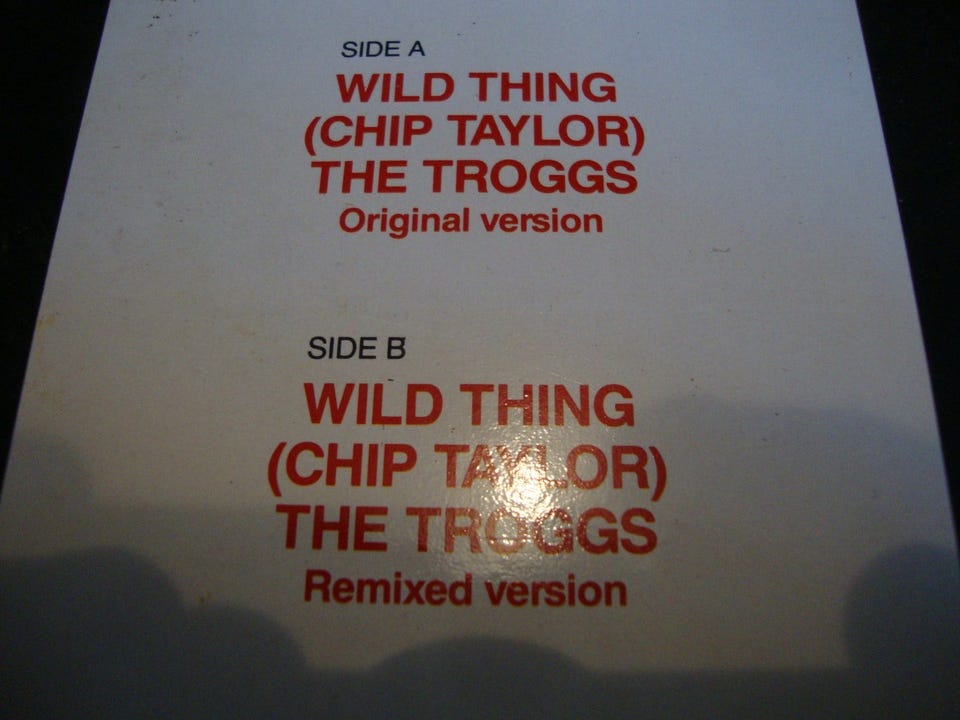 SIDE A
WILD THING
(CHIP TAYLOR)
THE TROGGS
Original version
SIDE B
WILD THING
(CHIP TAYLOR)
THE TROGGS
Remixed version